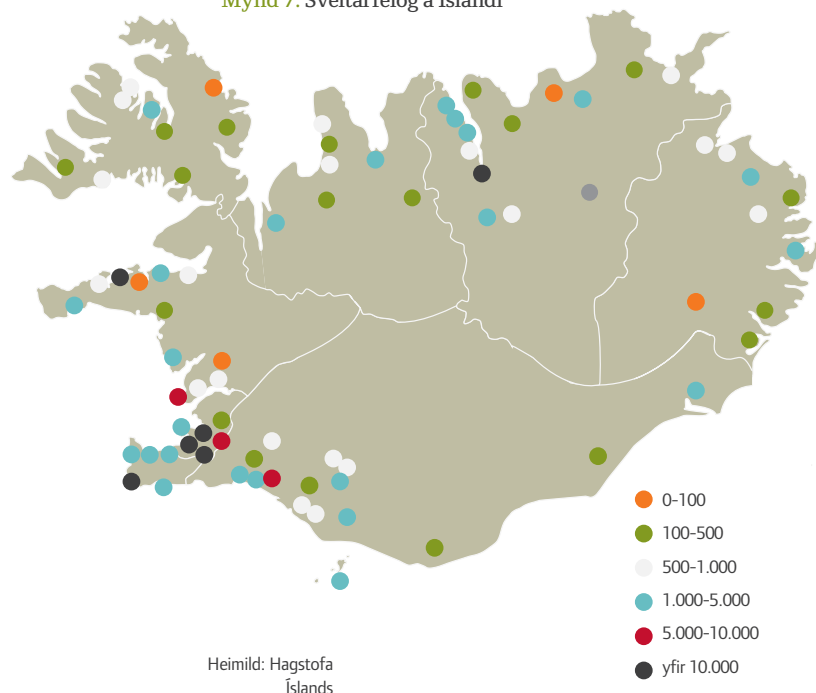 Mynd 7. Sveitarfélög á Íslandi
0-100
100-500
500-1.000
1.000-5.000
5.000-10.000
yfir 10.000
Heimild: Hagstofa
Íslands